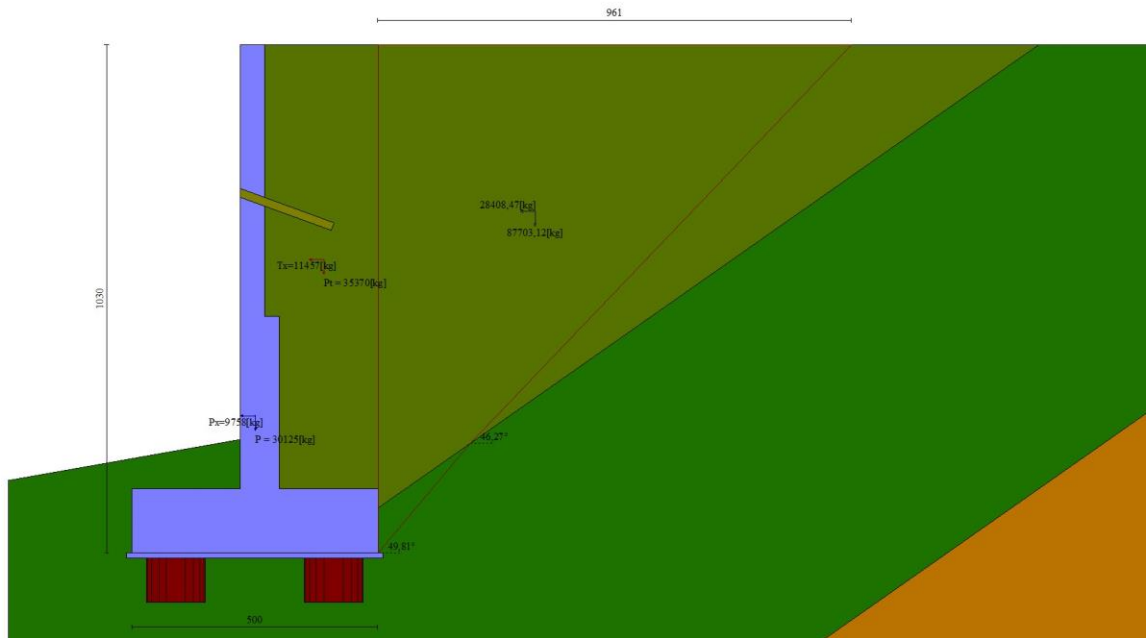 961
28408,47[kg]
87703,12[kg]
Tx=11457[kg]
Pt = 35370[kg]
1030
Px=9758[kg]
P = 30125[kg]
46,27°
49,81°
500